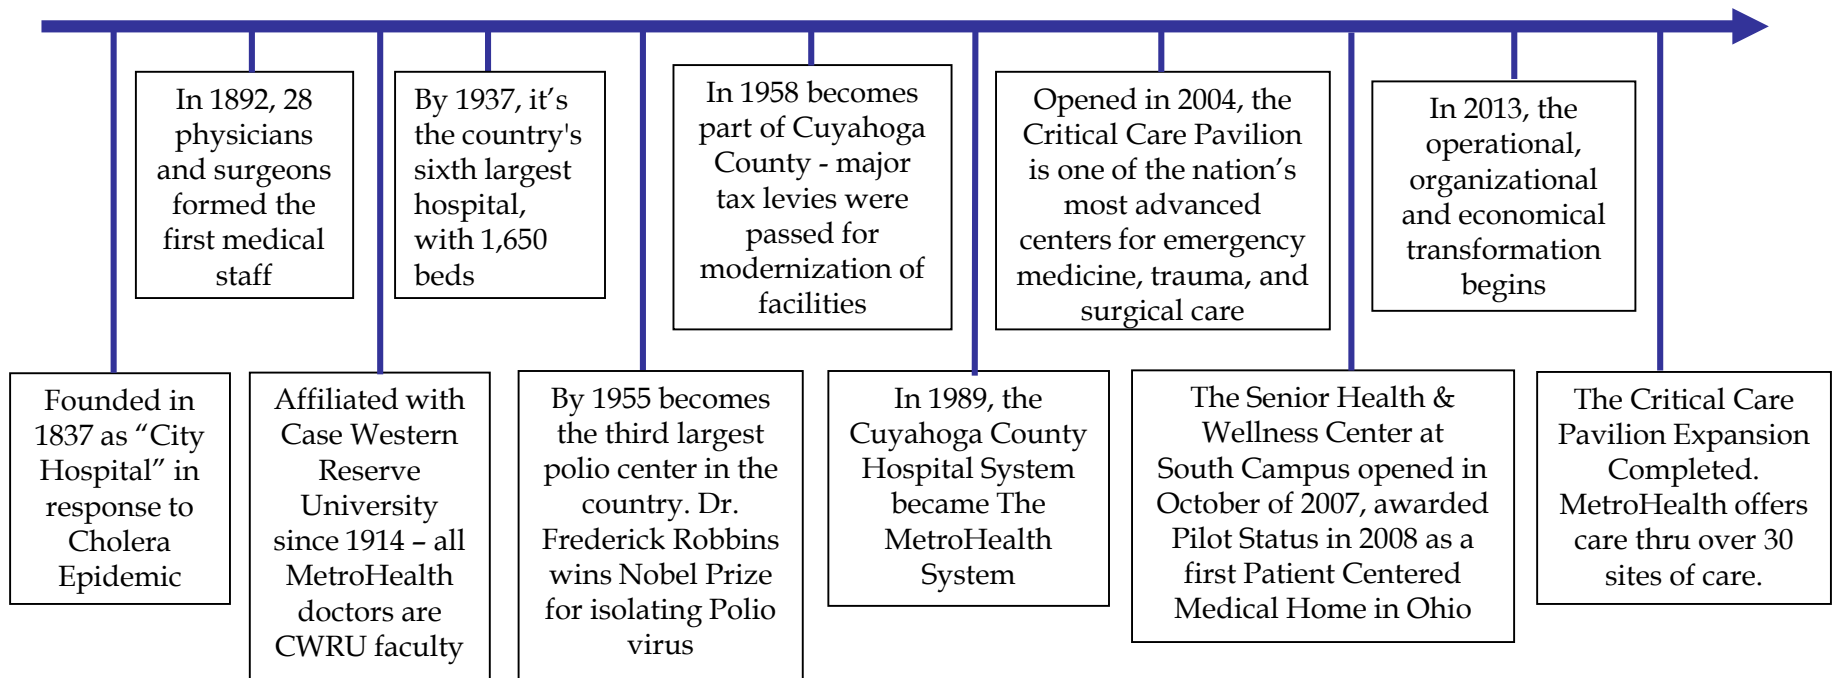 In 1892, 28
physicians
and surgeons
formed the
first medical
staff
By 1937, it’s
the country's
sixth largest
hospital,
with 1,650
beds
In 1958 becomes
part of Cuyahoga
County - major
tax levies were
passed for
modernization of
facilities
Opened in 2004, the
Critical Care Pavilion
is one of the nation’s
most advanced
centers for emergency
medicine, trauma, and
surgical care
In 2013, the
operational,
organizational
and economical
transformation
begins
Founded in
1837 as “City
Hospital” in
response to
Cholera
Epidemic
Affiliated with
Case Western
Reserve
University
since 1914 – all
MetroHealth
doctors are
CWRU faculty
By 1955 becomes
the third largest
polio center in the
country. Dr.
Frederick Robbins
wins Nobel Prize
for isolating Polio
virus
In 1989, the
Cuyahoga County
Hospital System
became The
MetroHealth
System
The Senior Health &
Wellness Center at
South Campus opened in
October of 2007, awarded
Pilot Status in 2008 as a
first Patient Centered
Medical Home in Ohio
The Critical Care
Pavilion Expansion
Completed.
MetroHealth offers
care thru over 30
sites of care.